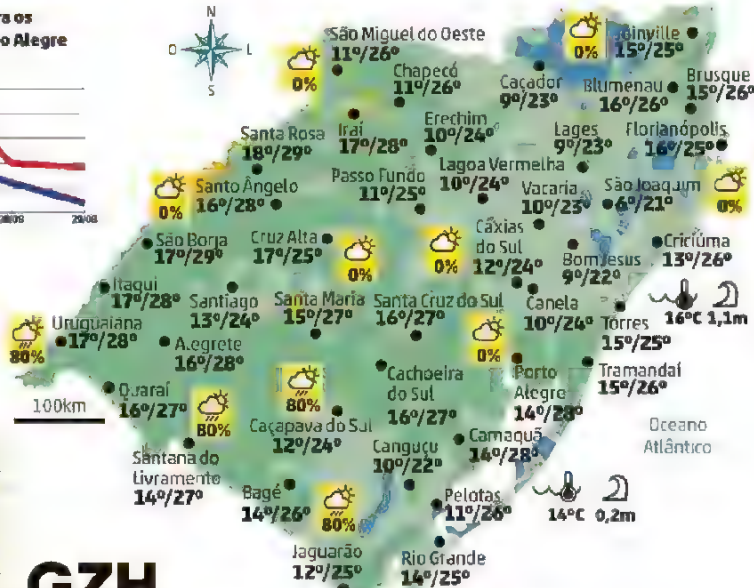 ra os
o Alegre
29/08
N
O
L
S
São Miguel do Oeste
11º/26º
0%
0%
Joinville
15º/25º
Chapecó
11º/26º
Caçador
9º/23º
Blumenau
16º/26º
Brusque
15º/26º
Erechim
10º/24º
Santa Rosa
18º/29º
Iraí
17º/28º
Lages
9º/23º
Florianópolis
16º/25º
Lagoa Vermelha
10º/24º
Passo Fundo
11º/25º
Vacaria
10º/23º
São Joaquim
6º/21º
0%
Santo Ângelo
16º/28º
0%
São Borja
17º/29º
Cruz Alta
17º/25º
0%
0%
Caxias
do Sul
12º/24º
Bom Jesus
9º/22º
Criciúma
13º/26º
Itaqui
17º/28º
Santiago
13º/24º
Santa Maria
15º/27º
Santa Cruz do Sul
16º/27º
Canela
10º/24º
Torres
15º/25º
16ºC 1,1m
Uruguaiana
17º/28º
80%
Alegrete
16º/28º
0%
Quaraí
16º/27º
100km
80%
80%
Cachoeira
do Sul
16º/27º
Porto
Alegre
14º/28º
Tramandaí
15º/26º
Caçapava do Sul
12º/24º
Camaquã
14º/28º
Oceano
Atlântico
Santana do
Livramento
14º/27º
Canguçu
10º/22º
Bagé
14º/26º
80%
Pelotas
11º/26º
14ºC 0,2m
Jaguarão
12º/25º
Rio Grande
14º/25º
GZH